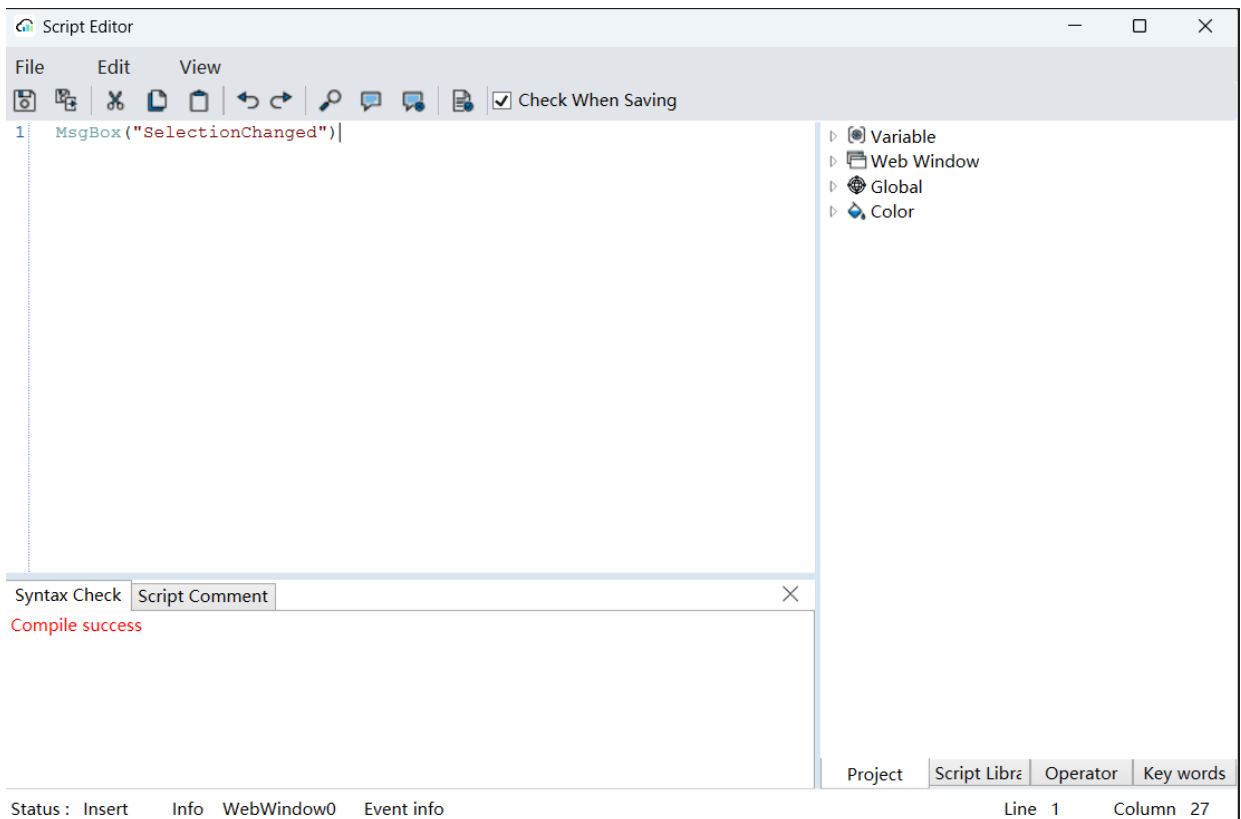 Script Editor
File Edit View
Check When Saving
1 MsgBox("SelectionChanged")
Variable
Web Window
Global
Color
Syntax Check Script Comment
Compile success
Project Script Libra Operator Key words
Status : Insert Info WebWindow0 Event info Line 1 Column 27